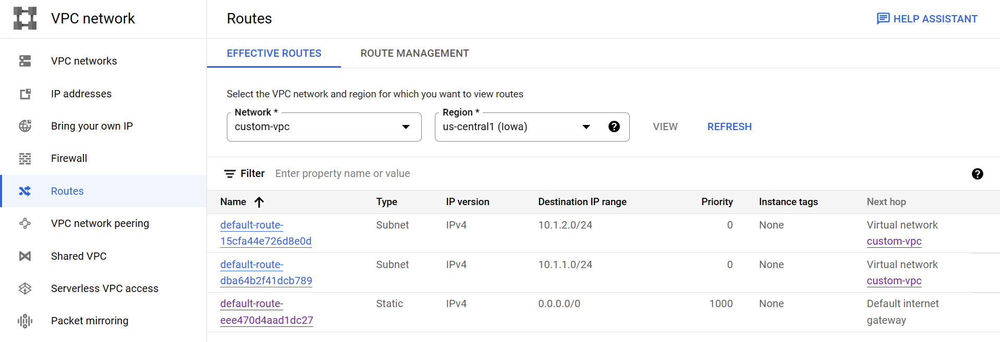 VPC network
Routes
HELP ASSISTANT
VPC networks
IP addresses
Bring your own IP
Firewall
Routes
VPC network peering
Shared VPC
Serverless VPC access
Packet mirroring
EFFECTIVE ROUTES
ROUTE MANAGEMENT
Select the VPC network and region for which you want to view routes
Network *
custom-vpc
Region *
us-central1 (Iowa)
VIEW
REFRESH
Filter Enter property name or value
Name Type IP version Destination IP range Priority Instance tags Next hop
default-route- Subnet IPv4 10.1.2.0/24 0 None Virtual network
15cfa44e726d8e0d custom-vpc
default-route- Subnet IPv4 10.1.1.0/24 0 None Virtual network
dba64b2f41dcb789 custom-vpc
default-route- Static IPv4 0.0.0.0/0 1000 None Default internet
eee470d4aad1dc27 gateway